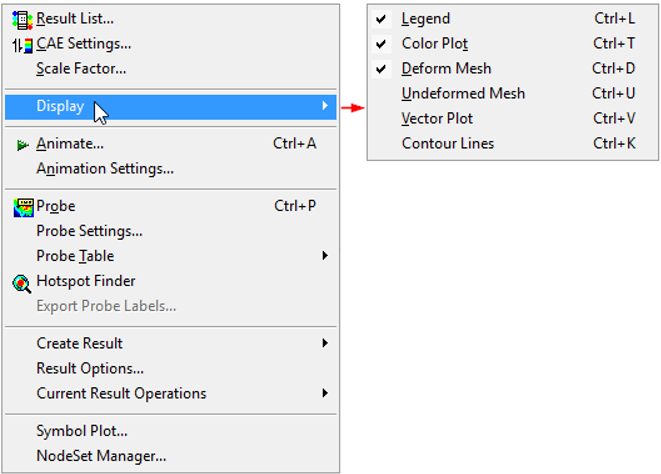 Result List...
CAE Settings...
Scale Factor...
Display
Animate... Ctrl+A
Animation Settings...
Probe Ctrl+P
Probe Settings...
Probe Table
Hotspot Finder
Export Probe Labels...
Create Result
Result Options...
Current Result Operations
Symbol Plot...
NodeSet Manager...
Legend Ctrl+L
Color Plot Ctrl+T
Deform Mesh Ctrl+D
Undeformed Mesh Ctrl+U
Vector Plot Ctrl+V
Contour Lines Ctrl+K